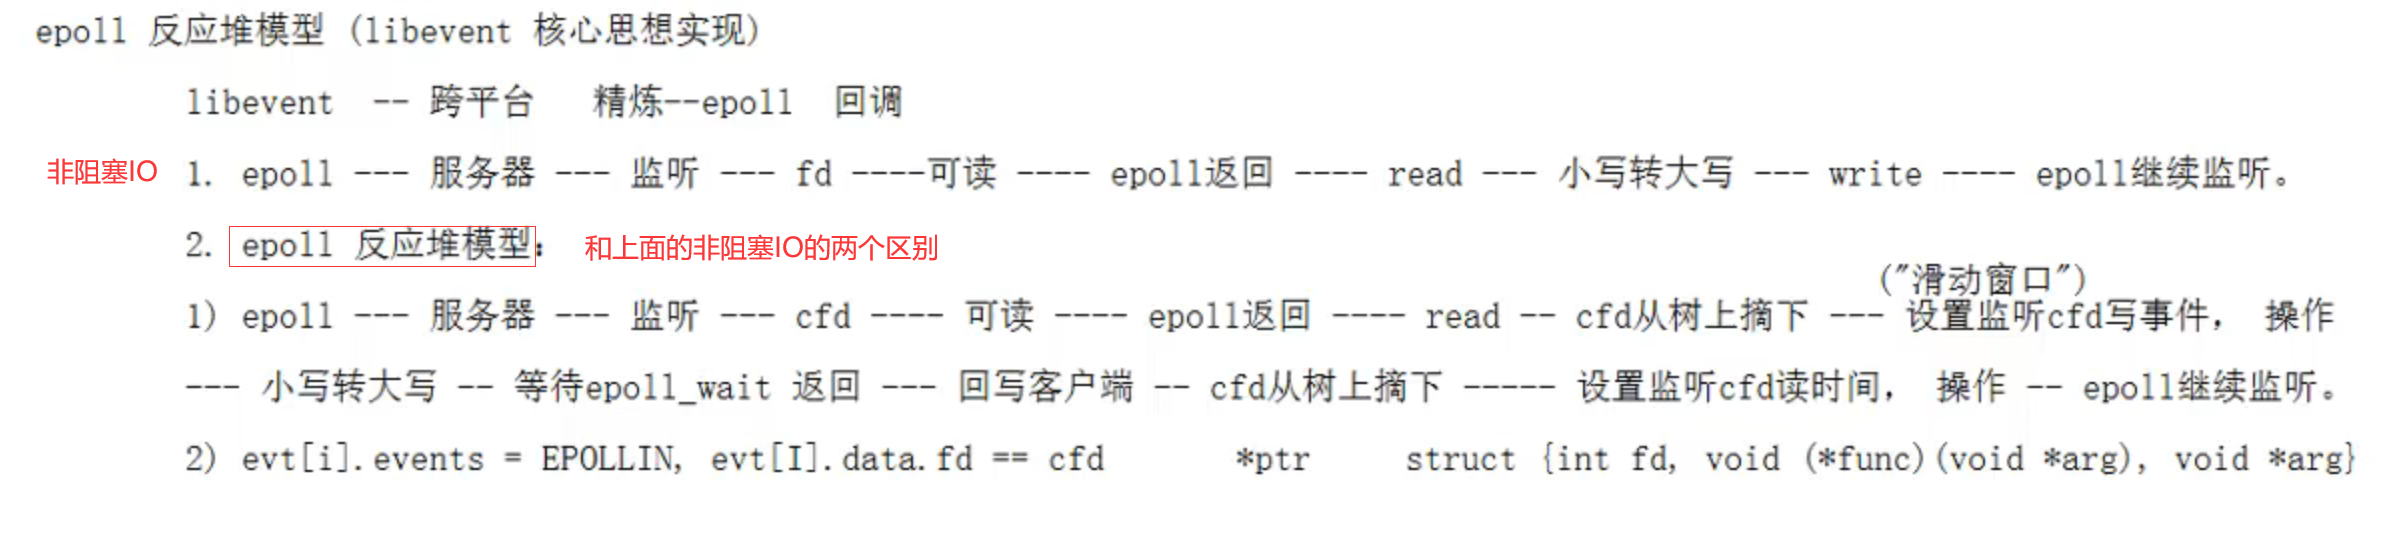 epoll 反应堆模型 (libevent 核心思想实现)
libevent -- 跨平台 精炼--epoll 回调
非阻塞IO 1. epoll --- 服务器 --- 监听 --- fd ----可读 ---- epoll返回 ---- read --- 小写转大写 --- write ---- epoll继续监听。
2. epoll 反应堆模型： 和上面的非阻塞IO的两个区别
("滑动窗口")
1) epoll --- 服务器 --- 监听 --- cfd ---- 可读 ---- epoll返回 ---- read -- cfd从树上摘下 --- 设置监听cfd写事件， 操作
--- 小写转大写 -- 等待epoll_wait 返回 --- 回写客户端 -- cfd从树上摘下 ----- 设置监听cfd读时间， 操作 -- epoll继续监听。
2) evt[i].events = EPOLLIN, evt[I].data.fd == cfd *ptr struct {int fd, void (*func)(void *arg), void *arg}